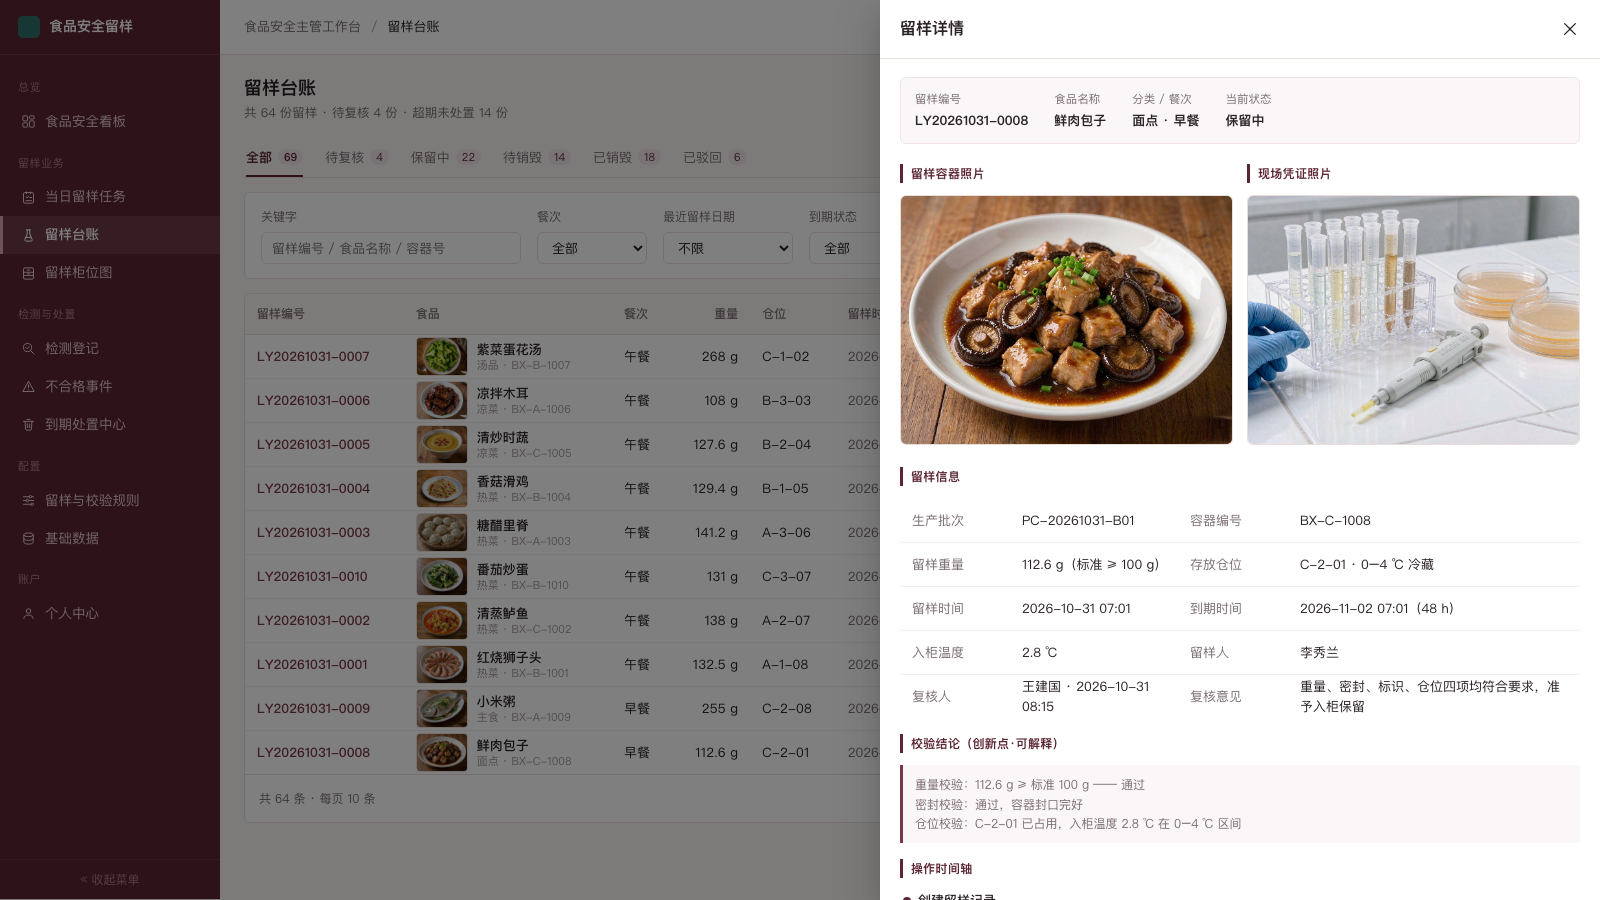 食品安全留样
总览
食品安全看板
留样业务
当日留样任务
留样台账
留样柜位图
检测与处置
检测登记
不合格事件
到期处置中心
配置
留样与校验规则
基础数据
账户
个人中心
« 收起菜单
食品安全主管工作台 / 留样台账
留样台账
共 64 份留样 · 待复核 4 份 · 超期未处置 14 份
全部 69 待复核 4 保留中 22 待销毁 14 已销毁 18 已驳回 6
关键字 餐次 最近留样日期 到期状态
留样编号 / 食品名称 / 容器号 全部 不限 全部
留样编号 食品 餐次 重量 仓位 留样时
LY20261031-0007 紫菜蛋花汤 午餐 268 g C-1-02 2026
汤品 · BX-B-1007
LY20261031-0006 凉拌木耳 午餐 108 g B-3-03 2026
凉菜 · BX-A-1006
LY20261031-0005 清炒时蔬 午餐 127.6 g B-2-04 2026
凉菜 · BX-C-1005
LY20261031-0004 香菇滑鸡 午餐 129.4 g B-1-05 2026
热菜 · BX-B-1004
LY20261031-0003 糖醋里脊 午餐 141.2 g A-3-06 2026
热菜 · BX-A-1003
LY20261031-0010 番茄炒蛋 午餐 131 g C-3-07 2026
热菜 · BX-B-1010
LY20261031-0002 清蒸鲈鱼 午餐 138 g A-2-07 2026
热菜 · BX-C-1002
LY20261031-0001 红烧狮子头 午餐 132.5 g A-1-08 2026
热菜 · BX-B-1001
LY20261031-0009 小米粥 早餐 255 g C-2-08 2026
主食 · BX-A-1009
LY20261031-0008 鲜肉包子 早餐 112.6 g C-2-01 2026
面点 · BX-C-1008
共 64 条 · 每页 10 条
留样详情
留样编号 食品名称 分类 / 餐次 当前状态
LY20261031-0008 鲜肉包子 面点 · 早餐 保留中
留样容器照片 现场凭证照片
留样信息
生产批次 PC-20261031-B01 容器编号 BX-C-1008
留样重量 112.6 g（标准 ≥ 100 g） 存放仓位 C-2-01 · 0—4 ℃ 冷藏
留样时间 2026-10-31 07:01 到期时间 2026-11-02 07:01（48 h）
入柜温度 2.8 ℃ 留样人 李秀兰
复核人 王建国 · 2026-10-31 08:15 复核意见 重量、密封、标识、仓位四项均符合要求，准予入柜保留
校验结论（创新点·可解释）
重量校验：112.6 g ≥ 标准 100 g —— 通过
密封校验：通过，容器封口完好
仓位校验：C-2-01 已占用，入柜温度 2.8 ℃ 在 0—4 ℃ 区间
操作时间轴
创建留样记录